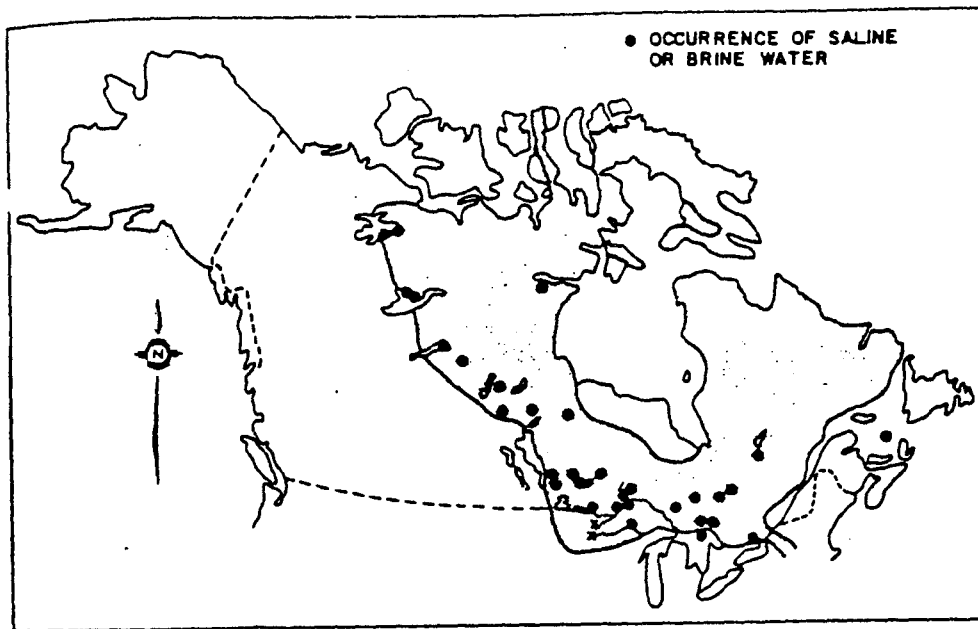 ● OCCURRENCE OF SALINE
OR BRINE WATER
N